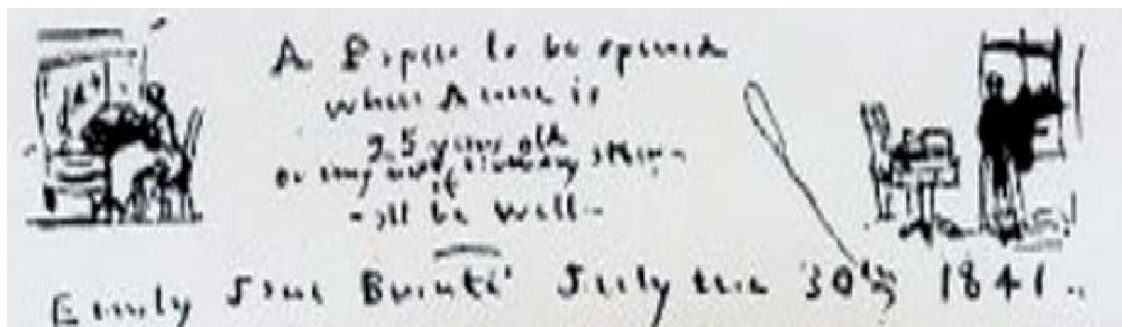 A Paper to be opened
when Anne is
25 years old
or my next birthday after -
if
- all be well -
Emily Jane Brontë July the 30th 1841..